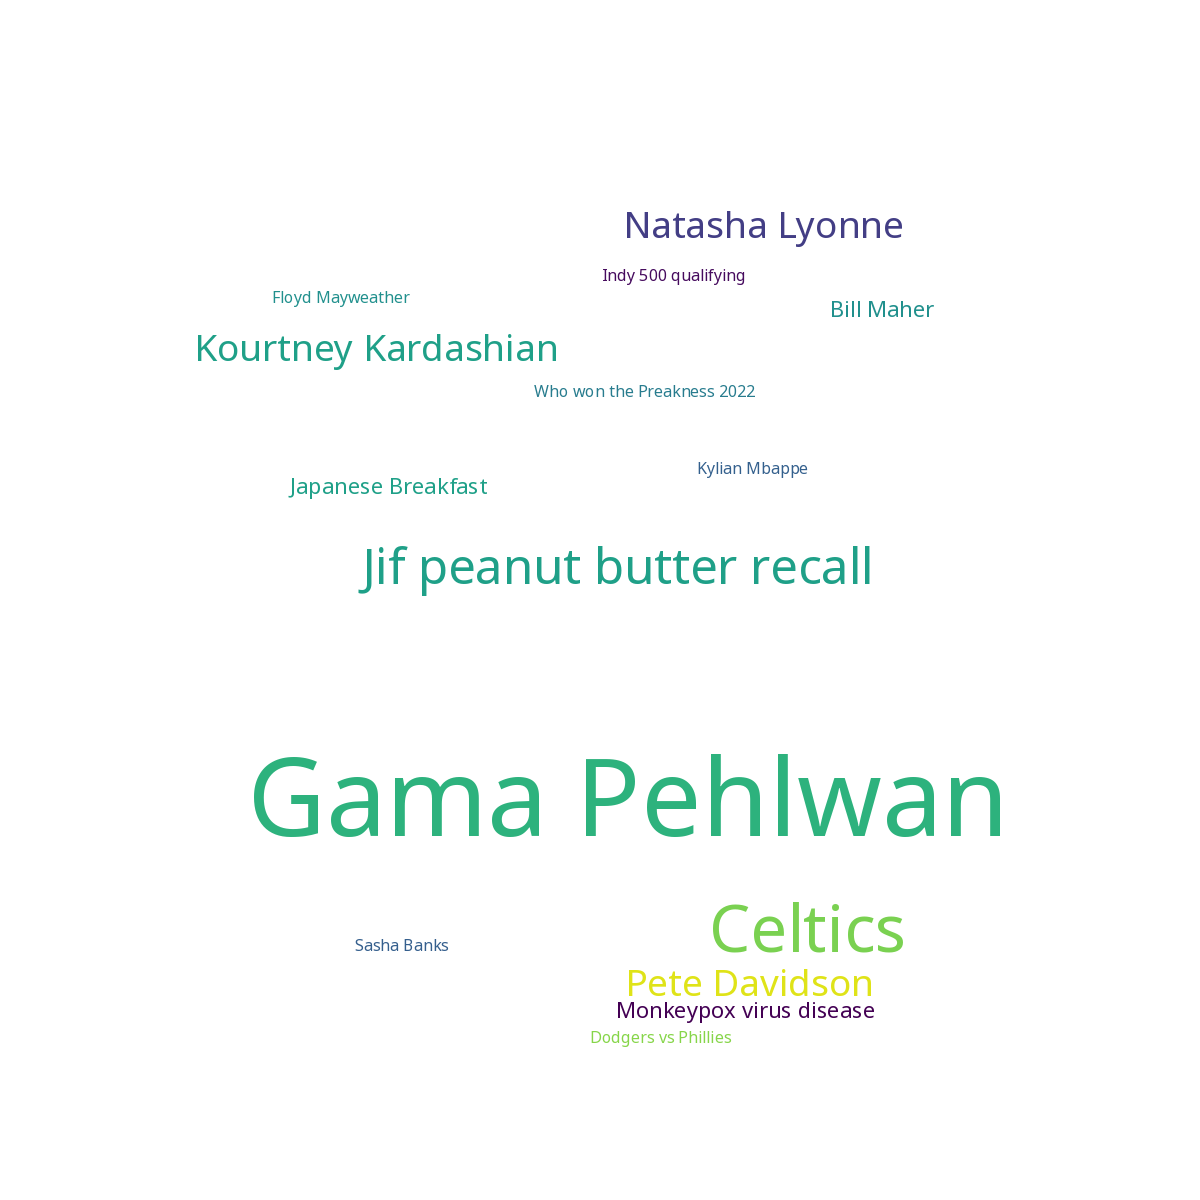 Natasha Lyonne
Indy 500 qualifying
Floyd Mayweather
Bill Maher
Kourtney Kardashian
Who won the Preakness 2022
Kylian Mbappe
Japanese Breakfast
Jif peanut butter recall
Gama Pehlwan
Celtics
Sasha Banks
Pete Davidson
Monkeypox virus disease
Dodgers vs Phillies